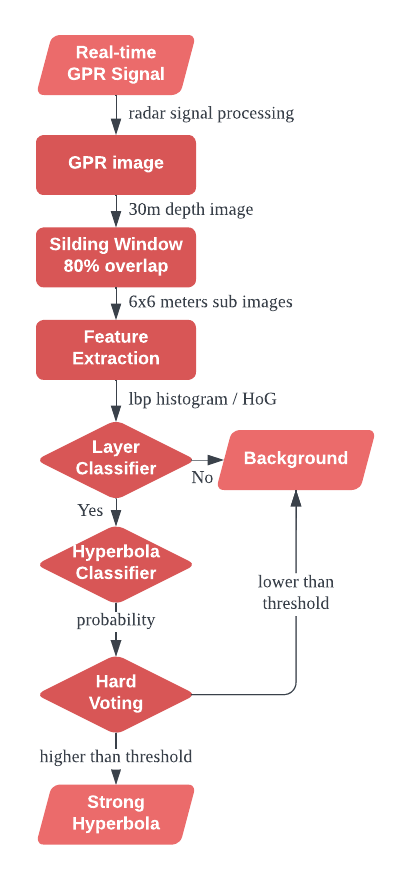 Real-time
GPR Signal
radar signal processing
GPR image
30m depth image
Silding Window
80% overlap
6x6 meters sub images
Feature
Extraction
lbp histogram / HoG
Layer
Classifier
No
Background
Yes
Hyperbola
Classifier
lower than
threshold
probability
Hard
Voting
higher than threshold
Strong
Hyperbola